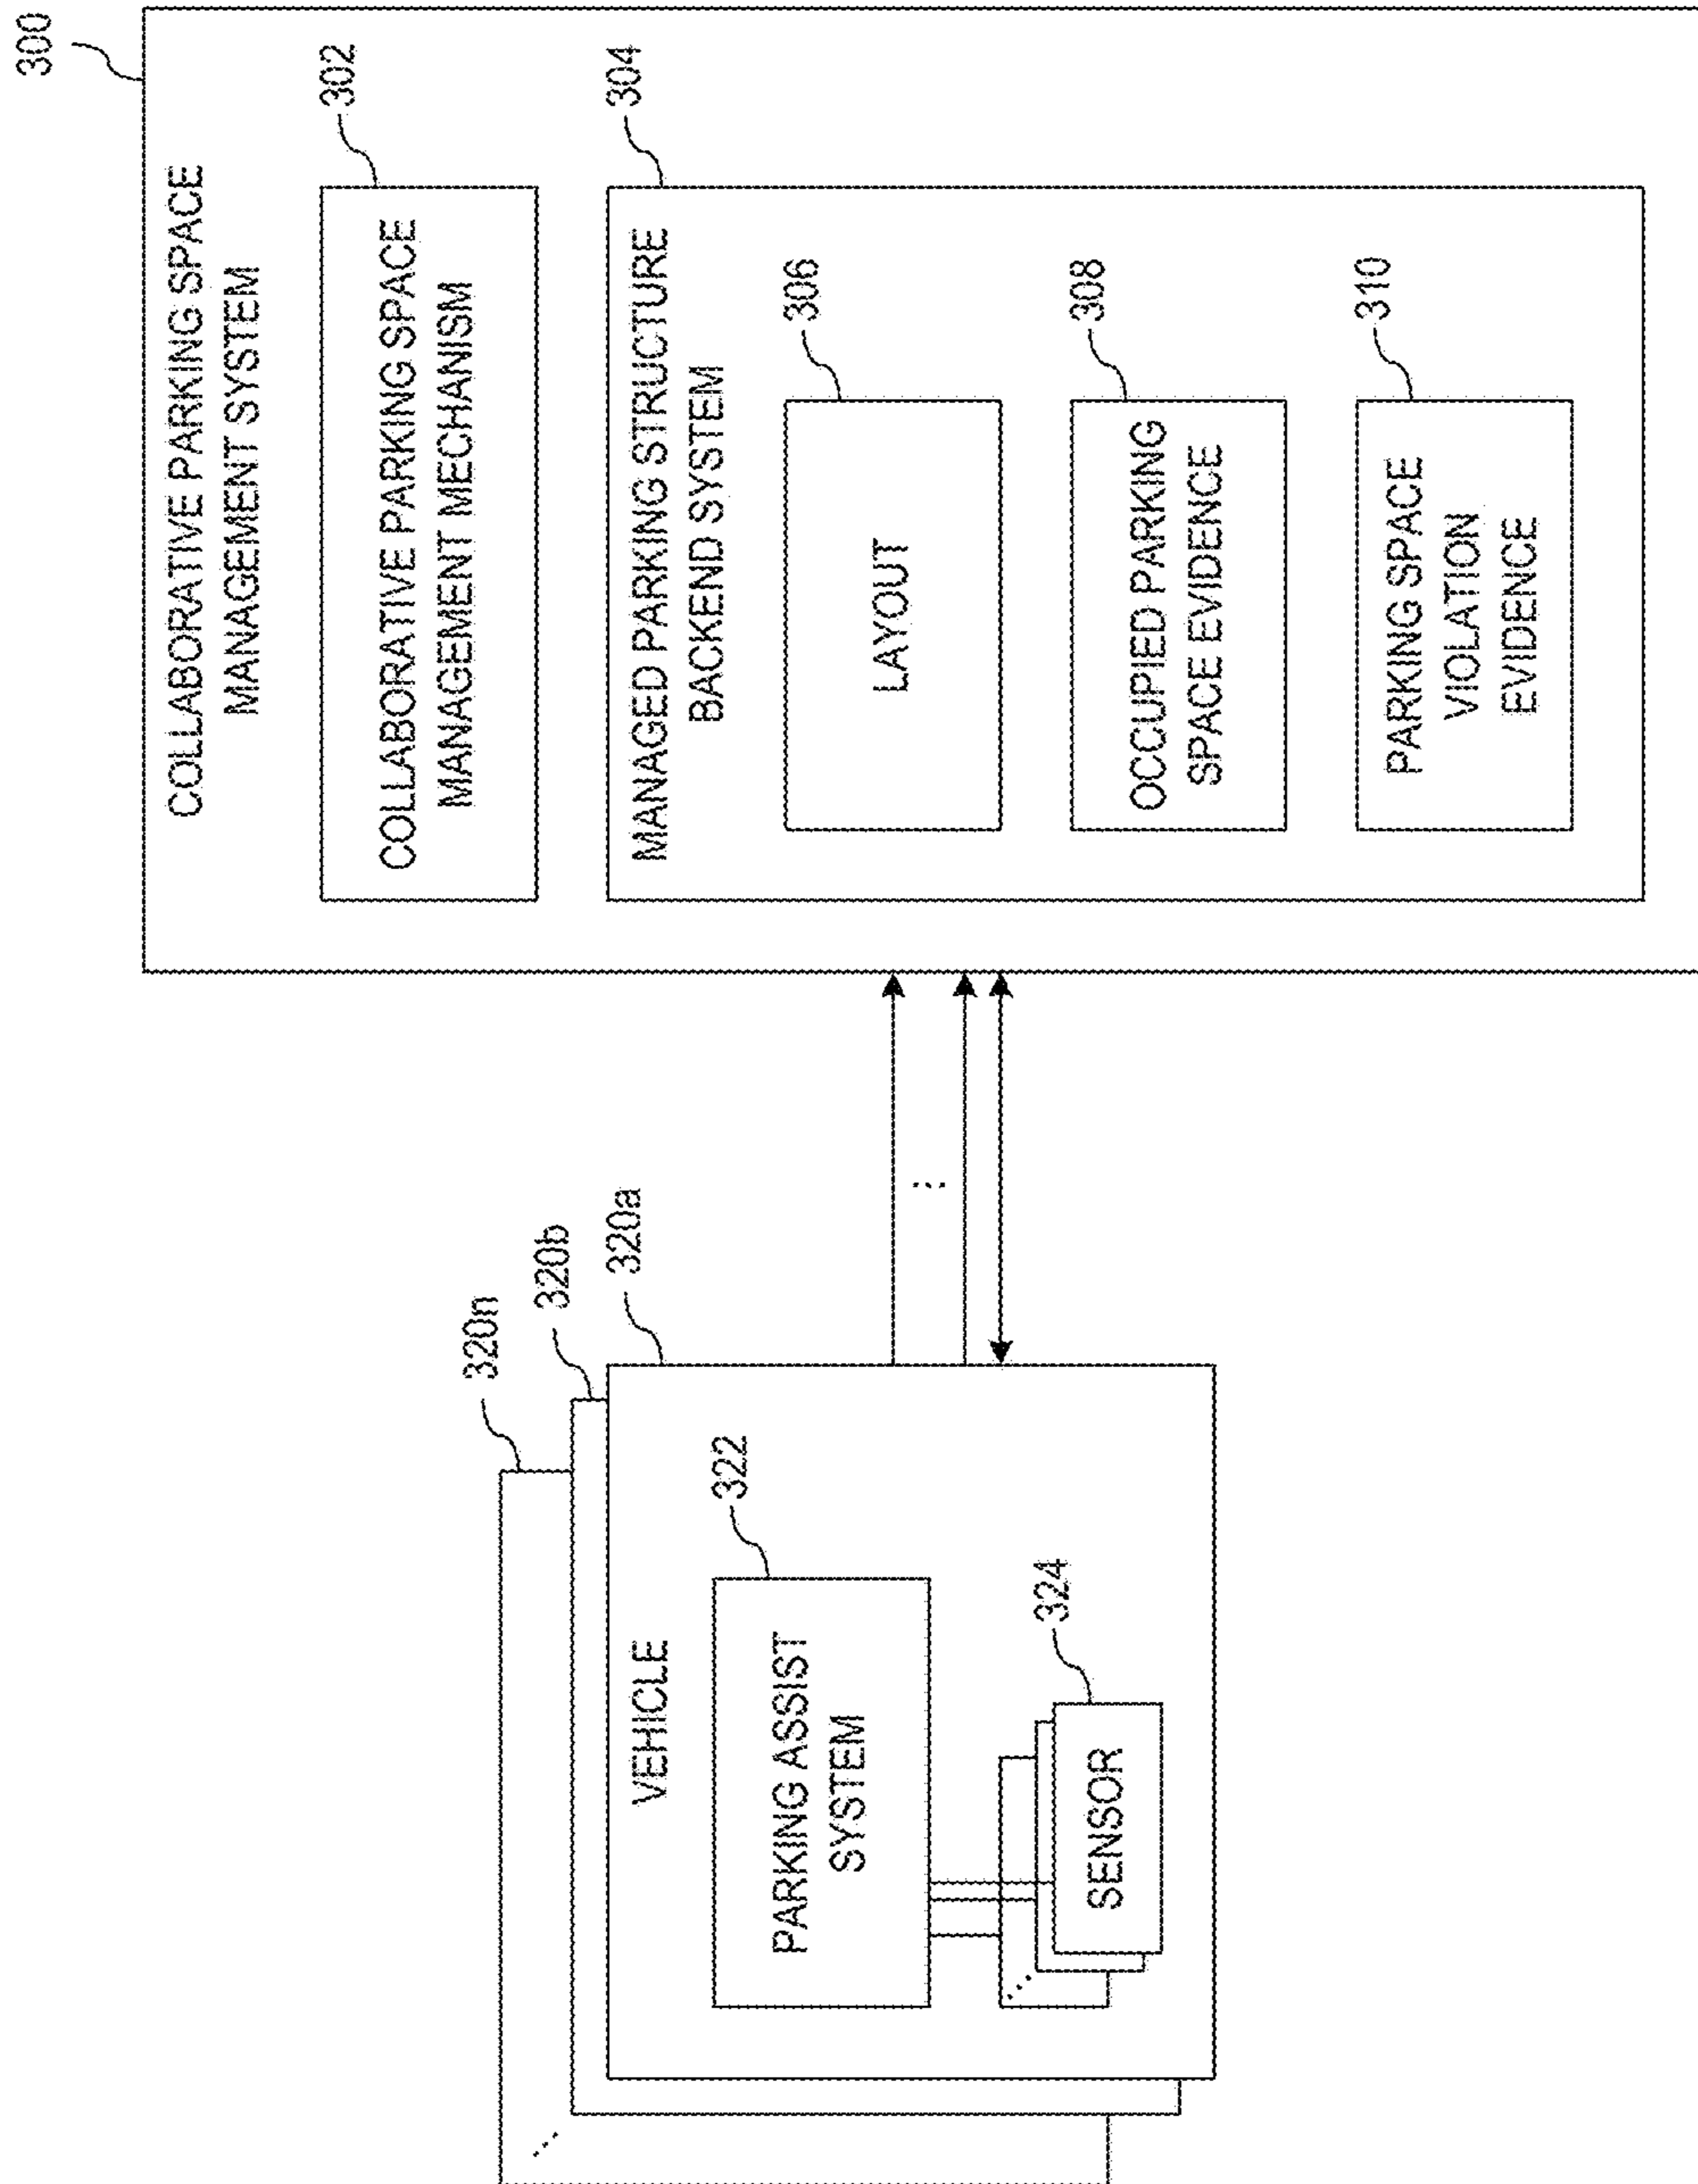 300
COLLABORATIVE PARKING SPACE
MANAGEMENT SYSTEM
302
COLLABORATIVE PARKING SPACE
MANAGEMENT MECHANISM
304
MANAGED PARKING STRUCTURE
BACKEND SYSTEM
306
LAYOUT
308
OCCUPIED PARKING
SPACE EVIDENCE
310
PARKING SPACE
VIOLATION
EVIDENCE
320n
320b
320a
VEHICLE
322
PARKING ASSIST
SYSTEM
324
SENSOR